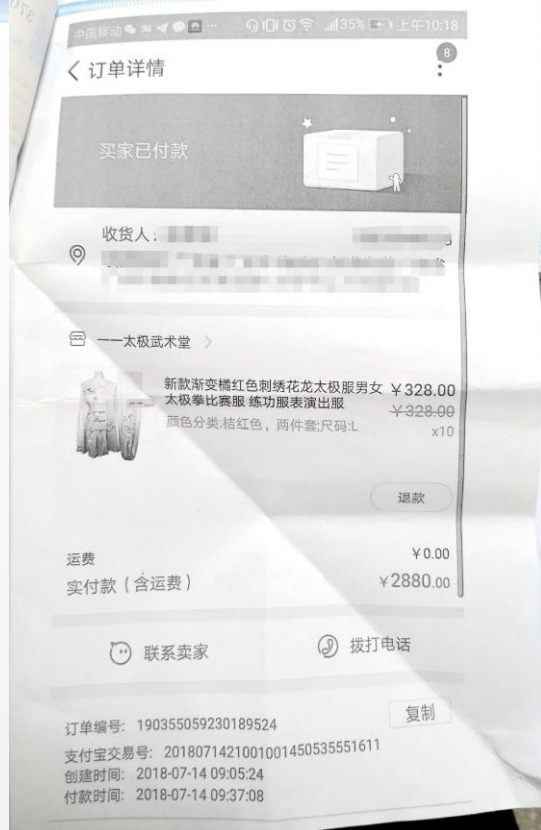 中国移动 35% 上午10:18
订单详情
8
买家已付款
收货人:
一一太极武术堂
新款渐变橘红色刺绣花龙太极服男女 ¥328.00
太极拳比赛服 练功服表演出服 ¥328.00
颜色分类:桔红色，两件套;尺码:L x10
退款
运费 ¥0.00
实付款（含运费） ¥2880.00
联系卖家 拨打电话
订单编号: 190355059230189524 复制
支付宝交易号: 2018071421001001450535551611
创建时间: 2018-07-14 09:05:24
付款时间: 2018-07-14 09:37:08